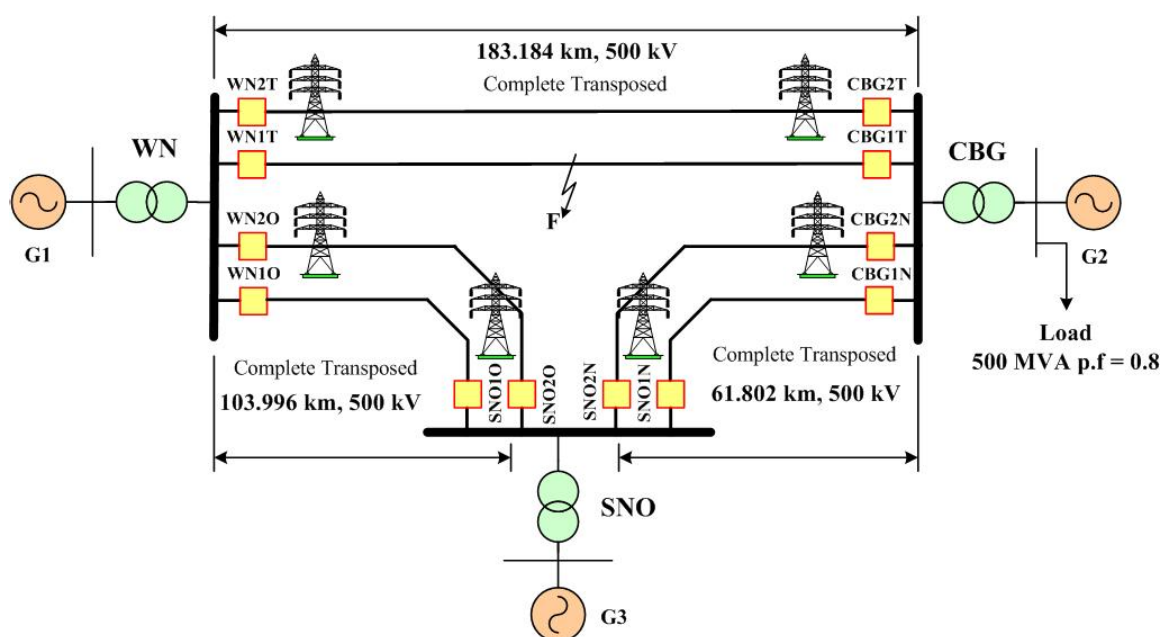 183.184 km, 500 kV
Complete Transposed
WN2T
CBG2T
WN1T
CBG1T
WN
CBG
G1
F
G2
WN2O
CBG2N
WN1O
CBG1N
Load
500 MVA p.f = 0.8
Complete Transposed
103.996 km, 500 kV
Complete Transposed
61.802 km, 500 kV
SNO1O
SNO2O
SNO2N
SNO1N
SNO
G3